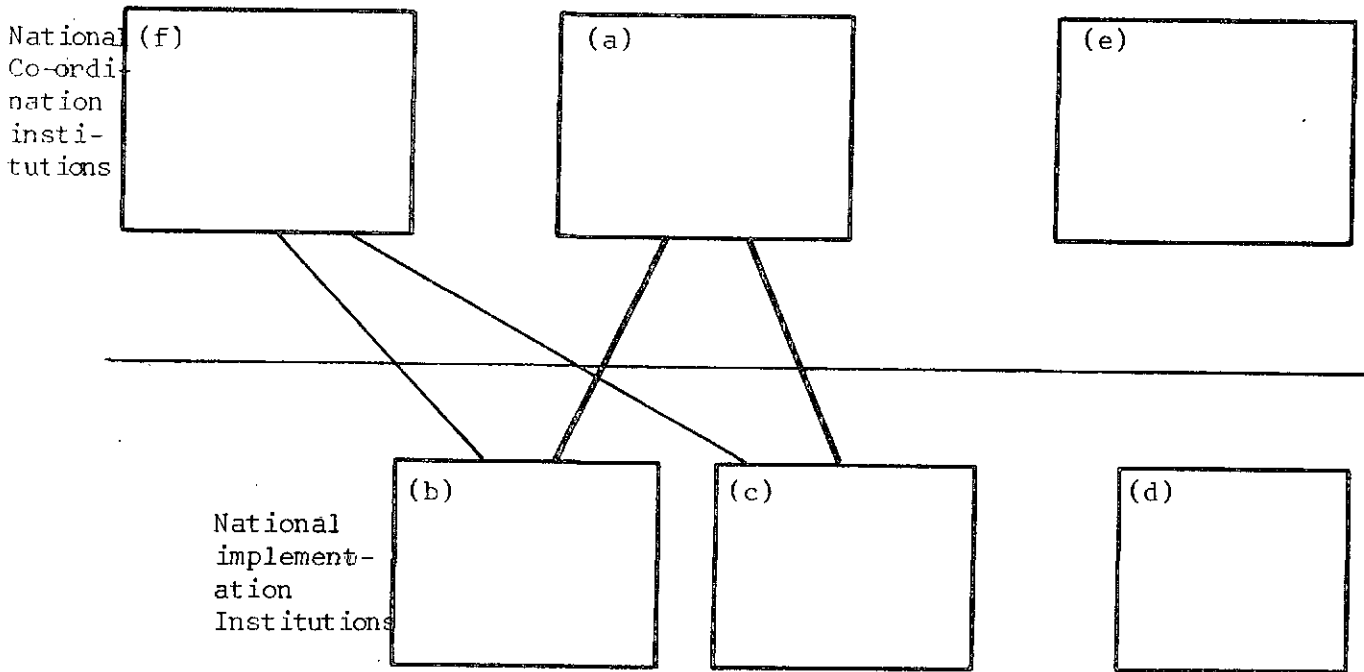 National
Co-ordi-
nation
insti-
tutions
(f)
(a)
(e)
National
implement-
ation
Institutions
(b)
(c)
(d)